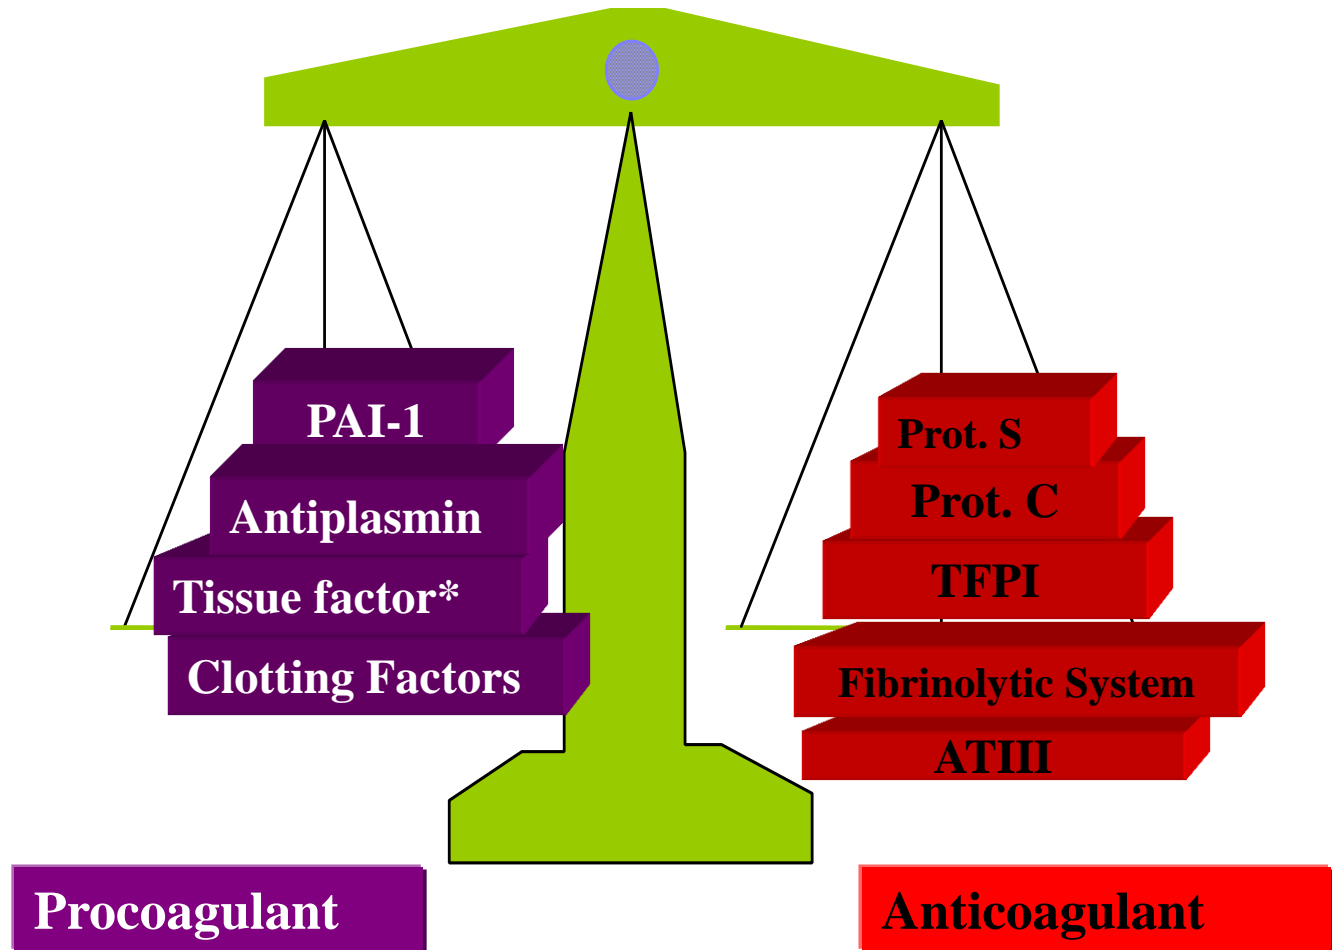 PAI-1
Antiplasmin
Tissue factor*
Clotting Factors
Prot. S
Prot. C
TFPI
Fibrinolytic System
ATIII
Procoagulant
Anticoagulant